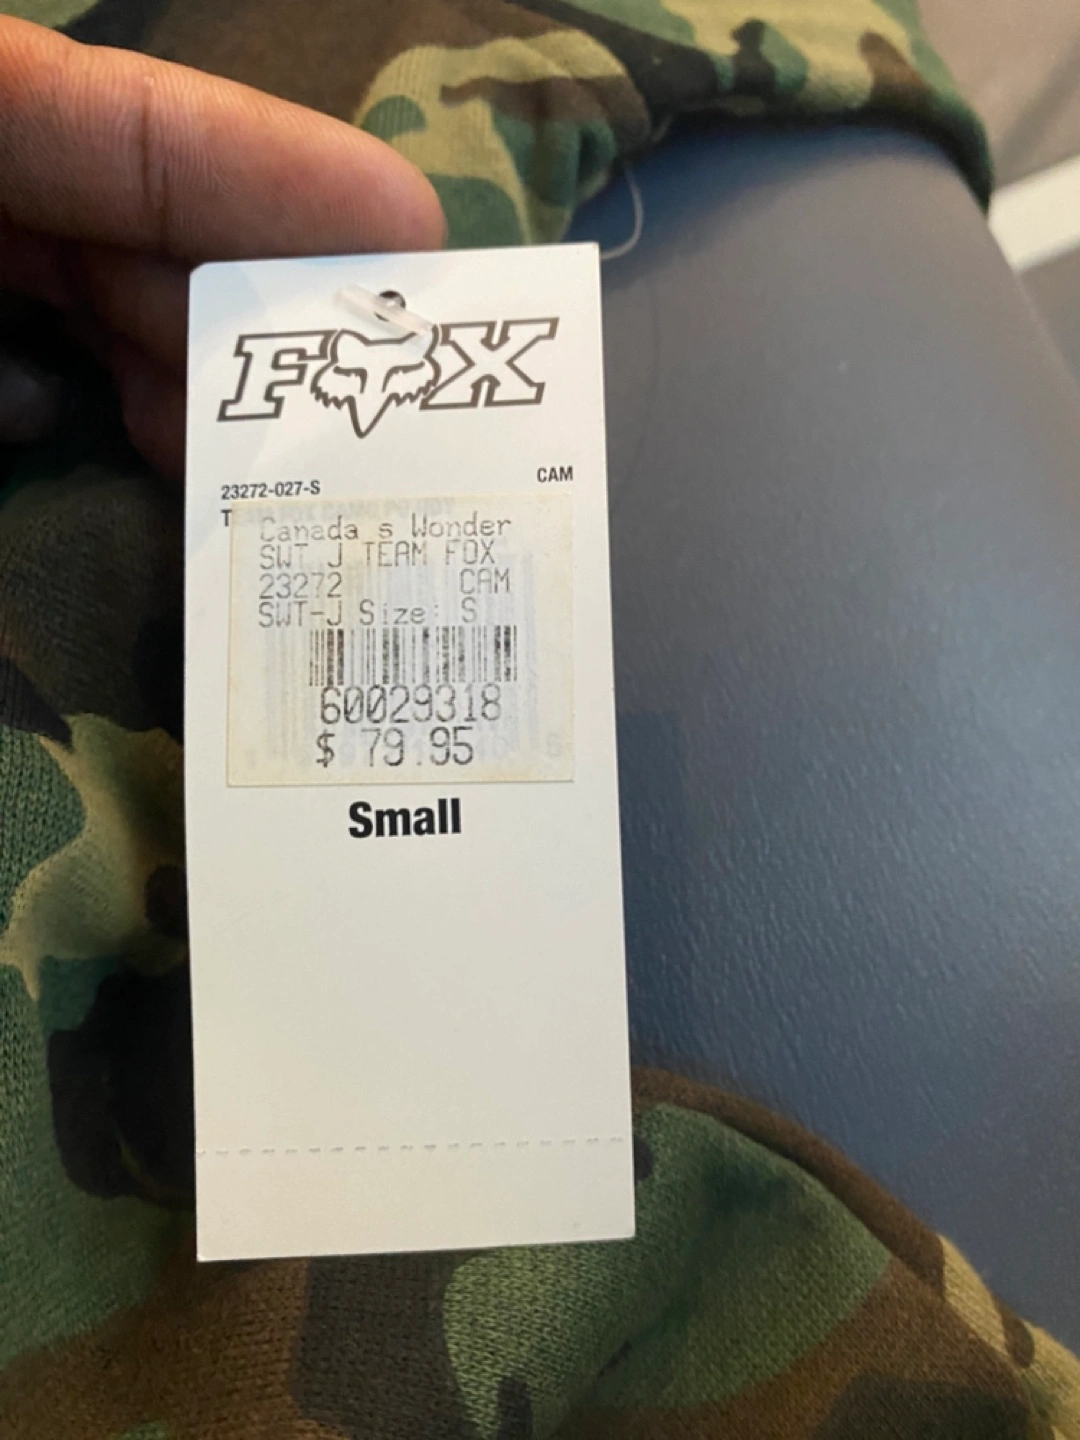 FOX
23272-027-S CAM
Canada s Wonder
SWT J TEAM FOX
23272 CAM
SWT-J Size: S
60029318
$ 79.95
Small